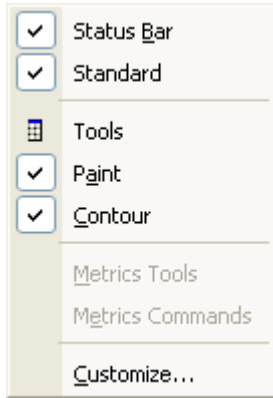 Status Bar
Standard
Tools
Paint
Contour
Metrics Tools
Metrics Commands
Customize...